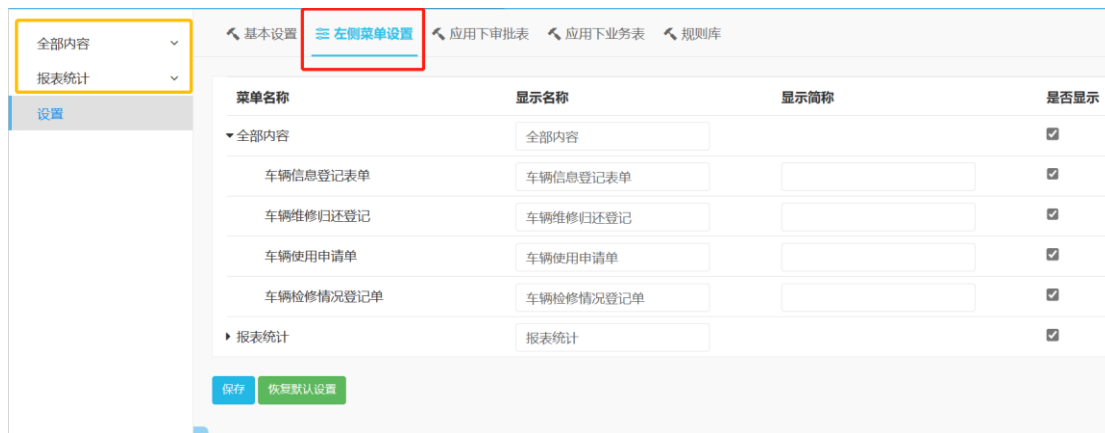 全部内容
报表统计
设置
基本设置 左侧菜单设置 应用下审批表 应用下业务表 规则库
菜单名称 显示名称 显示简称 是否显示
全部内容 全部内容
车辆信息登记表单 车辆信息登记表单
车辆维修归还登记 车辆维修归还登记
车辆使用申请单 车辆使用申请单
车辆检修情况登记单 车辆检修情况登记单
报表统计 报表统计
保存 恢复默认设置